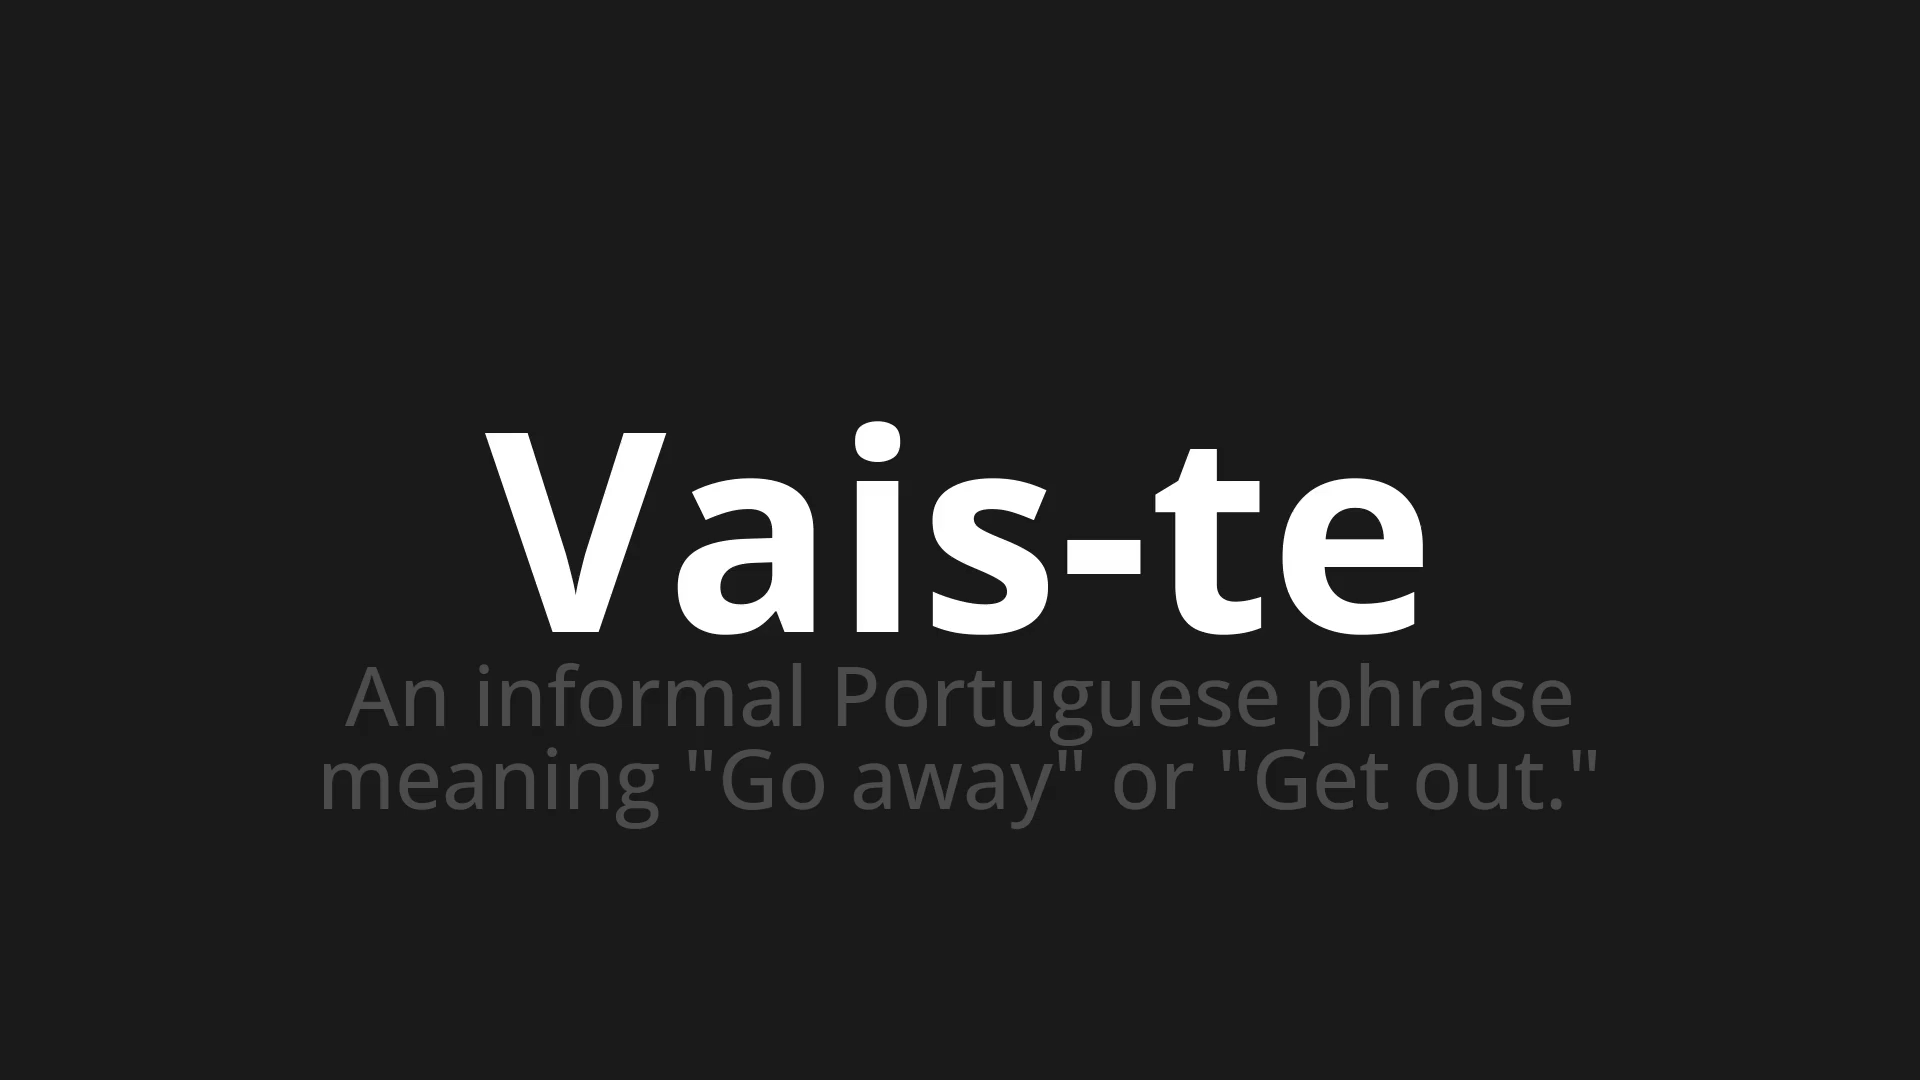 Vais-te
An informal Portuguese phrase
meaning "Go away" or "Get out."